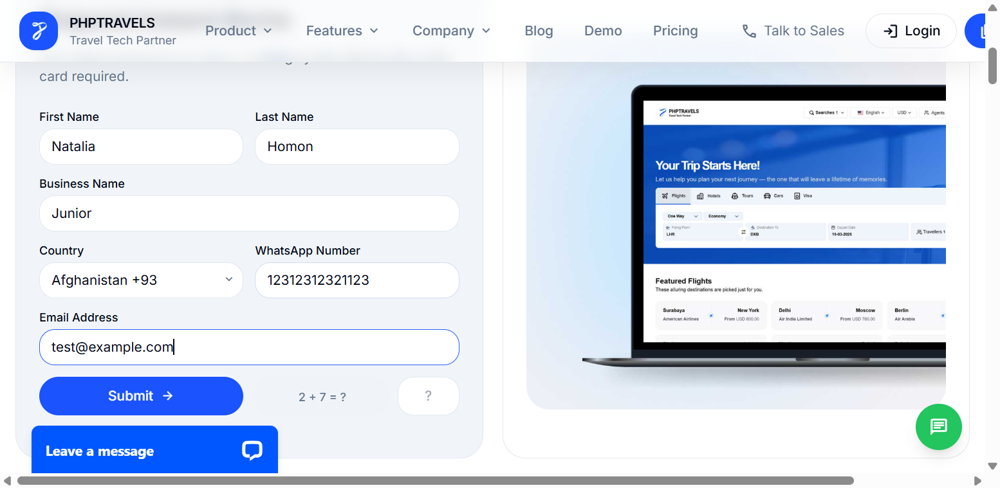 PHPTRAVELS
Travel Tech Partner
Product
Features
Company
Blog
Demo
Pricing
Talk to Sales
Login
card required.
First Name
Last Name
Natalia
Homon
Business Name
Junior
Country
WhatsApp Number
Afghanistan +93
12312312321123
Email Address
test@example.com
Submit
2 + 7 = ?
?
Leave a message
PHPTRAVELS
Travel Tech Partner
Searches 1
English
USD
Agents
Your Trip Starts Here!
Let us help you plan your next journey — the one that will leave a lifetime of memories.
Flights
Hotels
Tours
Cars
Visa
One Way
Economy
Flying From
LHR
Destination To
DXB
Depart Date
19-03-2025
Travellers 1
Featured Flights
These alluring destinations are picked just for you.
Surabaya
New York
American Airlines
From USD 800.00
Delhi
Moscow
Air India Limited
From USD 760.00
Berlin
Air Arabia